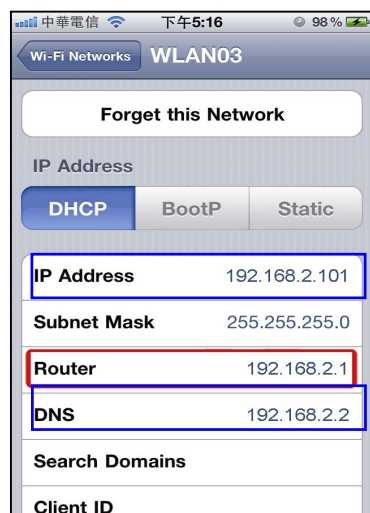 中華電信 下午5:16 98%
Wi-Fi Networks WLAN03
Forget this Network
IP Address
DHCP BootP Static
IP Address 192.168.2.101
Subnet Mask 255.255.255.0
Router 192.168.2.1
DNS 192.168.2.2
Search Domains
Client ID